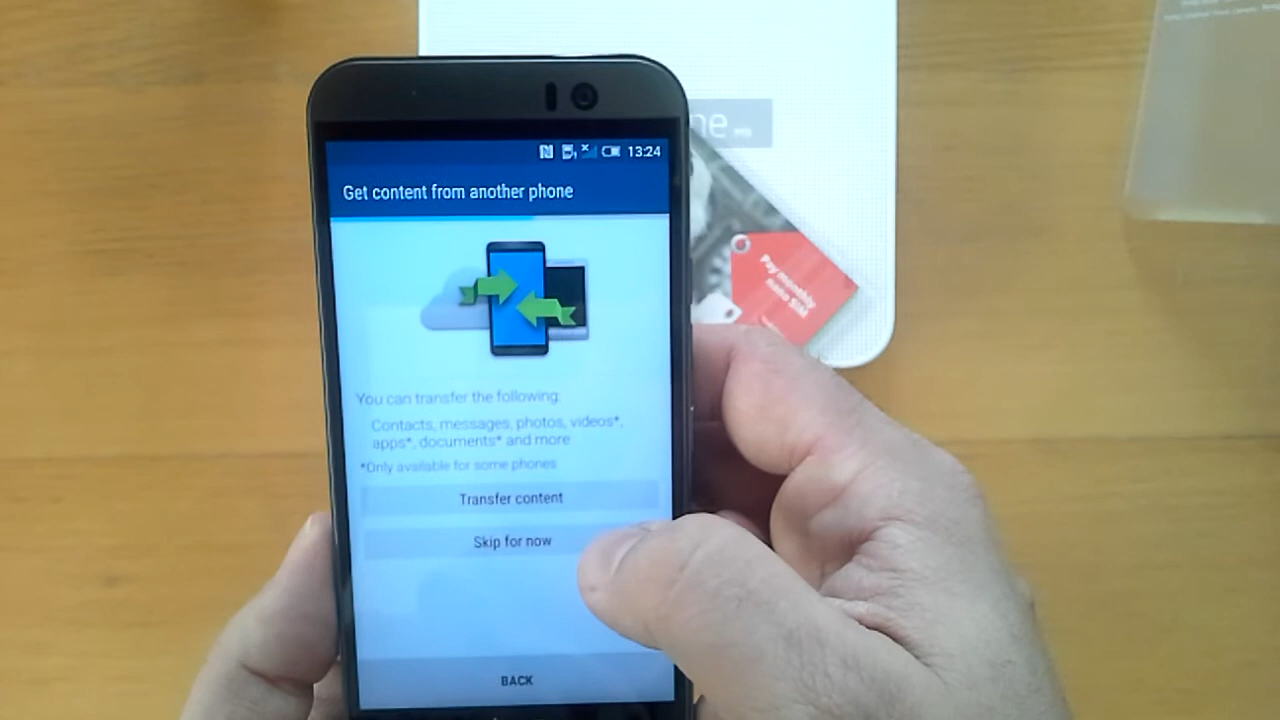 13:24
Get content from another phone
You can transfer the following:
Contacts, messages, photos, videos*,
apps*, documents* and more
*Only available for some phones
Transfer content
Skip for now
BACK
ne
Pay monthly
nano SIM